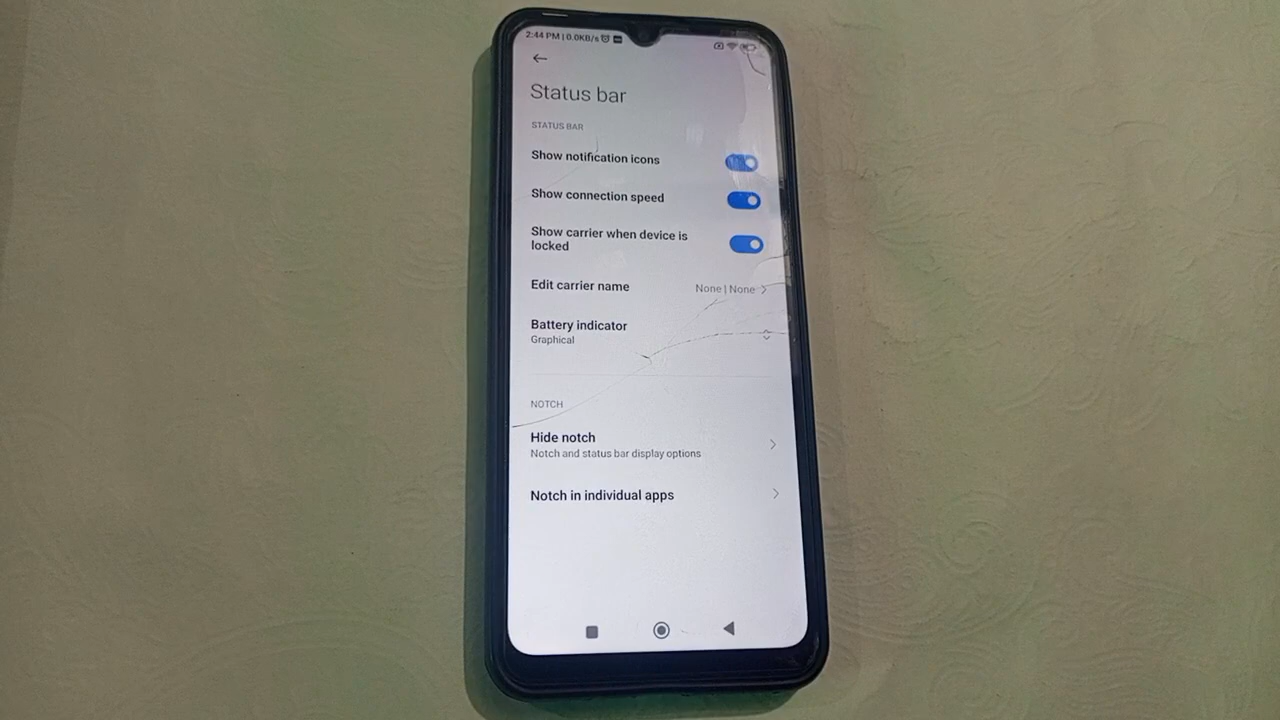 2:44 PM | 0.0KB/s
Status bar
STATUS BAR
Show notification icons
Show connection speed
Show carrier when device is
locked
Edit carrier name
None | None
Battery indicator
Graphical
NOTCH
Hide notch
Notch and status bar display options
Notch in individual apps